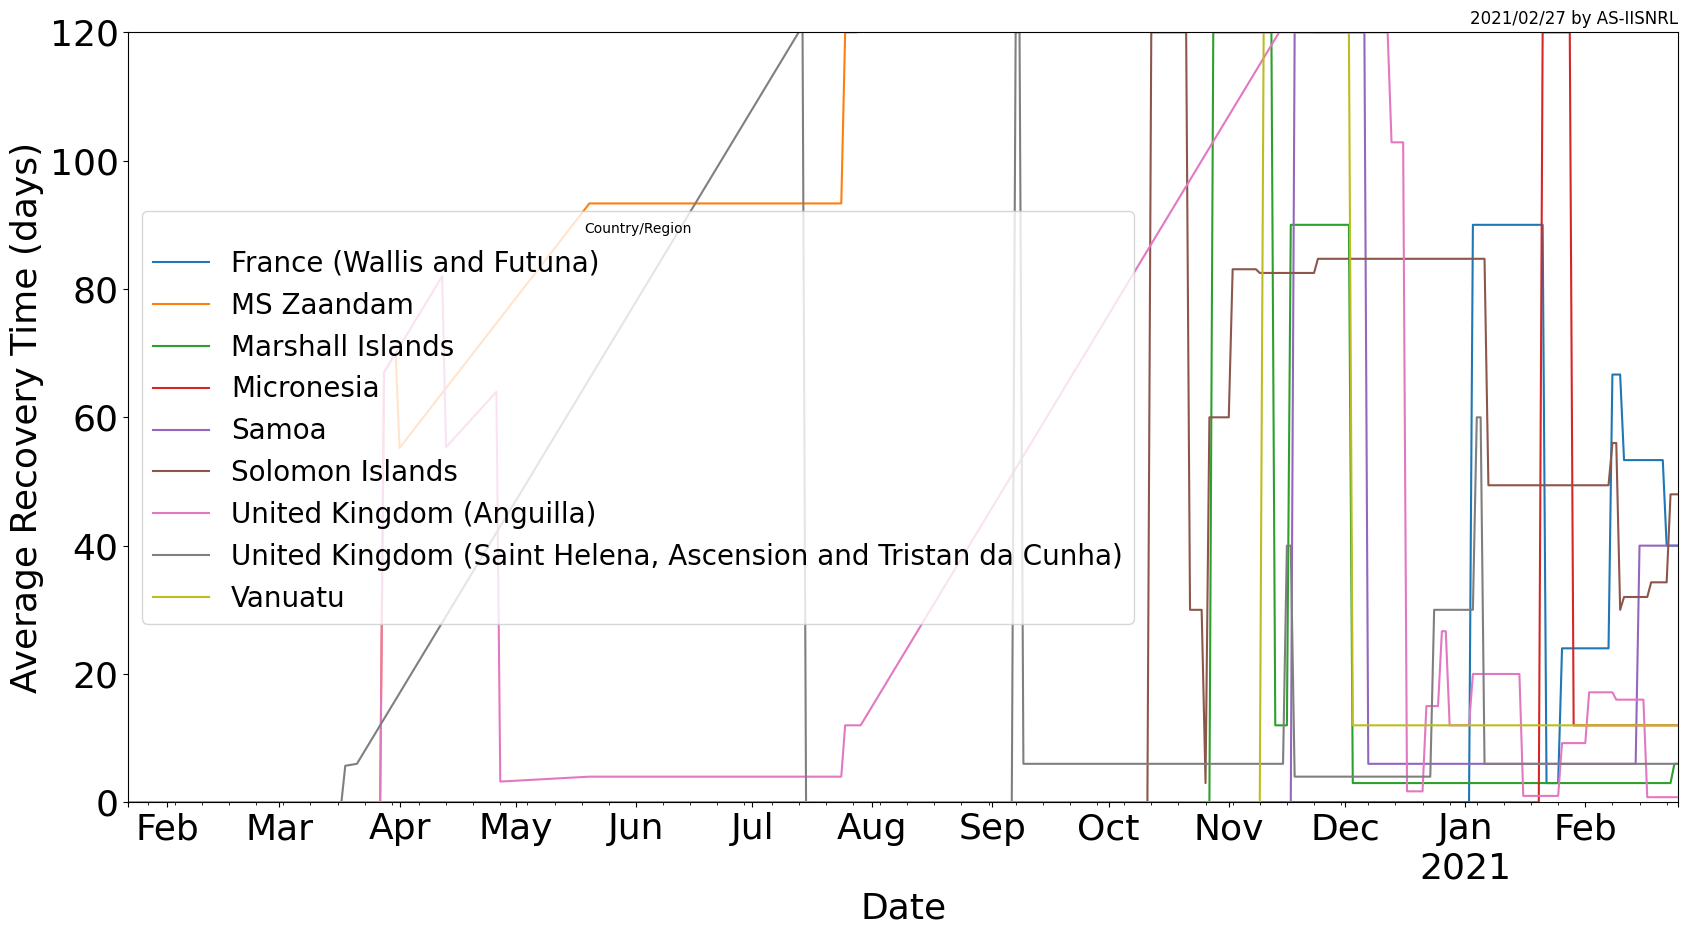 2021/02/27 by AS-IISNRL
120
100
80
60
40
20
0
Average Recovery Time (days)
Country/Region
France (Wallis and Futuna)
MS Zaandam
Marshall Islands
Micronesia
Samoa
Solomon Islands
United Kingdom (Anguilla)
United Kingdom (Saint Helena, Ascension and Tristan da Cunha)
Vanuatu
Feb Mar Apr May Jun Jul Aug Sep Oct Nov Dec Jan Feb
2021
Date